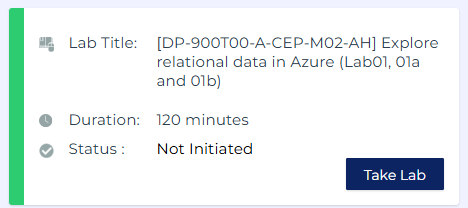 Lab Title: [DP-900T00-A-CEP-M02-AH] Explore
relational data in Azure (Lab01, 01a
and 01b)
Duration: 120 minutes
Status : Not Initiated
Take Lab